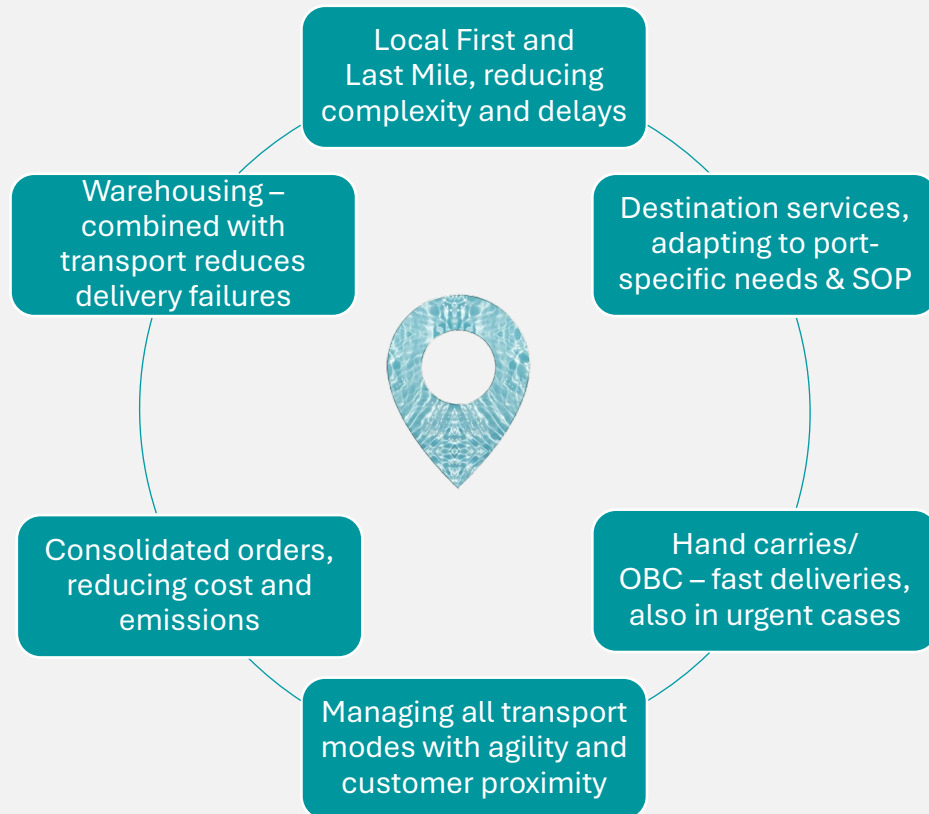 Local First and
Last Mile, reducing
complexity and delays
Destination services,
adapting to port-
specific needs & SOP
Hand carries/
OBC – fast deliveries,
also in urgent cases
Managing all transport
modes with agility and
customer proximity
Consolidated orders,
reducing cost and
emissions
Warehousing –
combined with
transport reduces
delivery failures